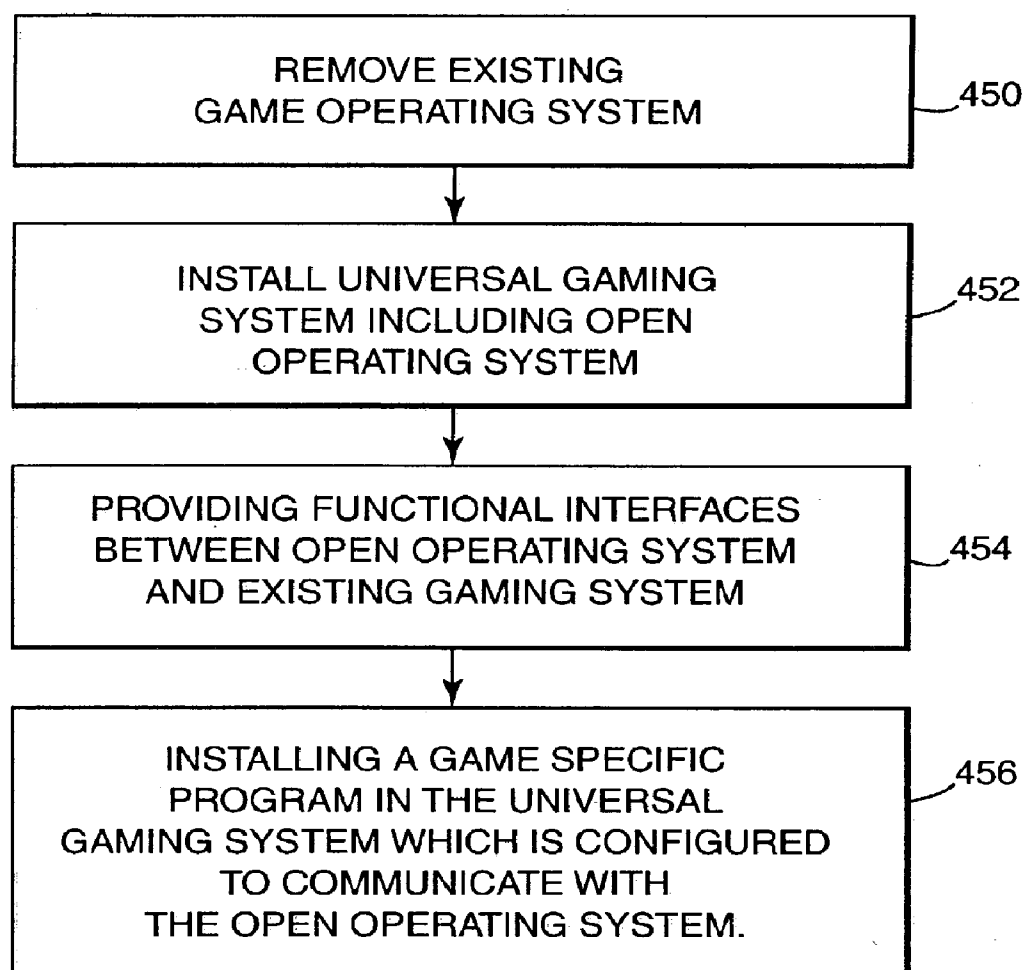 REMOVE EXISTING
GAME OPERATING SYSTEM
450
INSTALL UNIVERSAL GAMING
SYSTEM INCLUDING OPEN
OPERATING SYSTEM
452
PROVIDING FUNCTIONAL INTERFACES
BETWEEN OPEN OPERATING SYSTEM
AND EXISTING GAMING SYSTEM
454
INSTALLING A GAME SPECIFIC
PROGRAM IN THE UNIVERSAL
GAMING SYSTEM WHICH IS CONFIGURED
TO COMMUNICATE WITH
THE OPEN OPERATING SYSTEM.
456